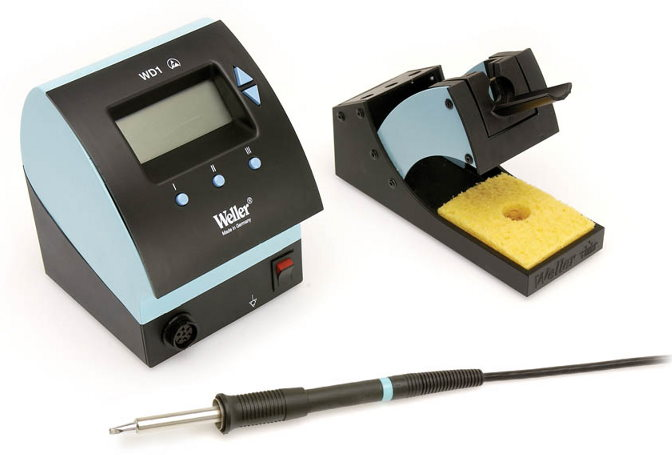 WD1
I II III
Weller®
Made in Germany
Weller